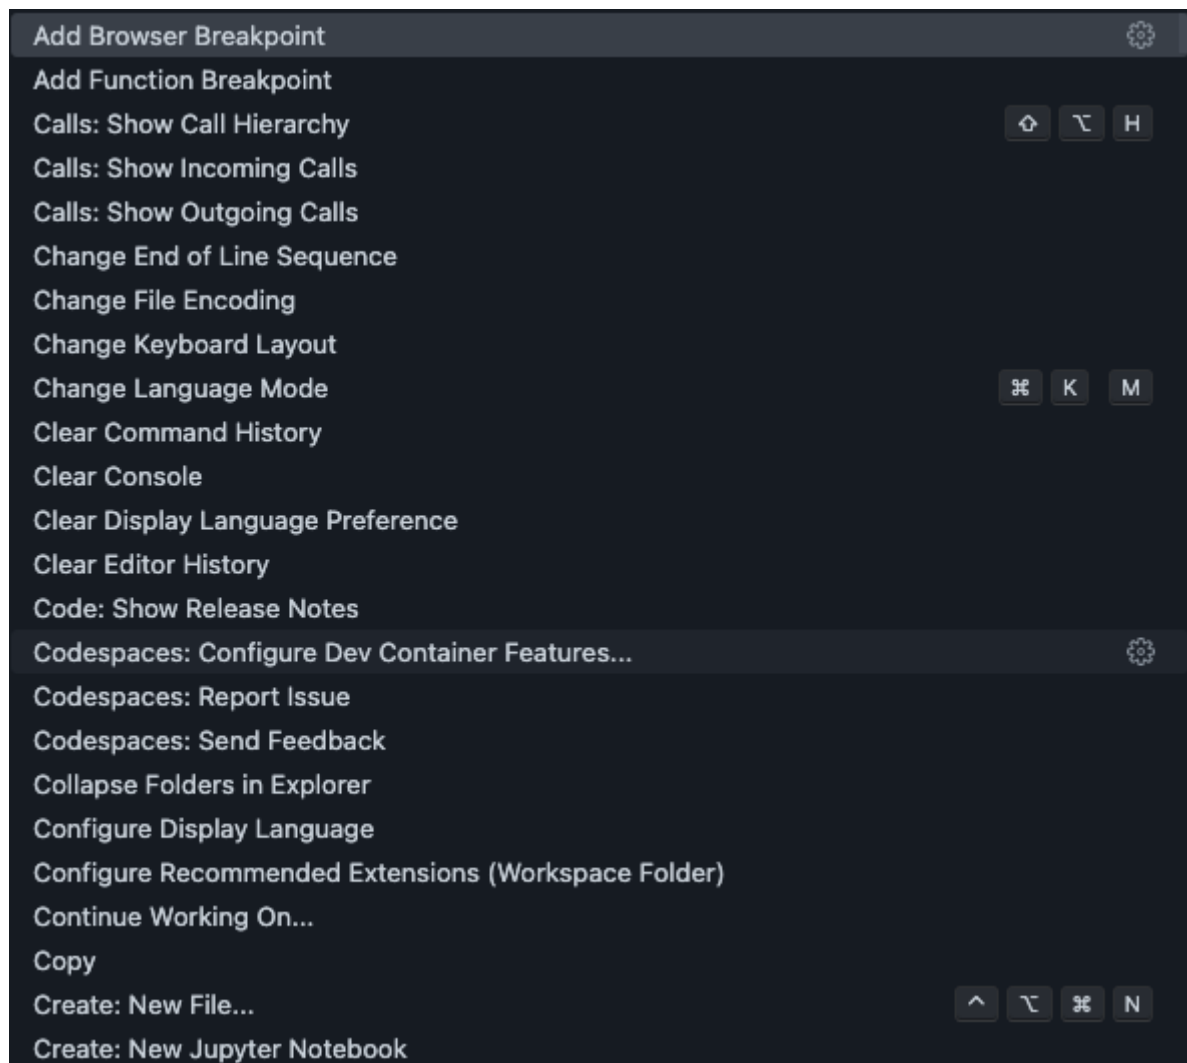 Add Browser Breakpoint
Add Function Breakpoint
Calls: Show Call Hierarchy ⇧ ⌥ H
Calls: Show Incoming Calls
Calls: Show Outgoing Calls
Change End of Line Sequence
Change File Encoding
Change Keyboard Layout
Change Language Mode ⌘ K M
Clear Command History
Clear Console
Clear Display Language Preference
Clear Editor History
Code: Show Release Notes
Codespaces: Configure Dev Container Features...
Codespaces: Report Issue
Codespaces: Send Feedback
Collapse Folders in Explorer
Configure Display Language
Configure Recommended Extensions (Workspace Folder)
Continue Working On...
Copy
Create: New File... ^ ⌥ ⌘ N
Create: New Jupyter Notebook